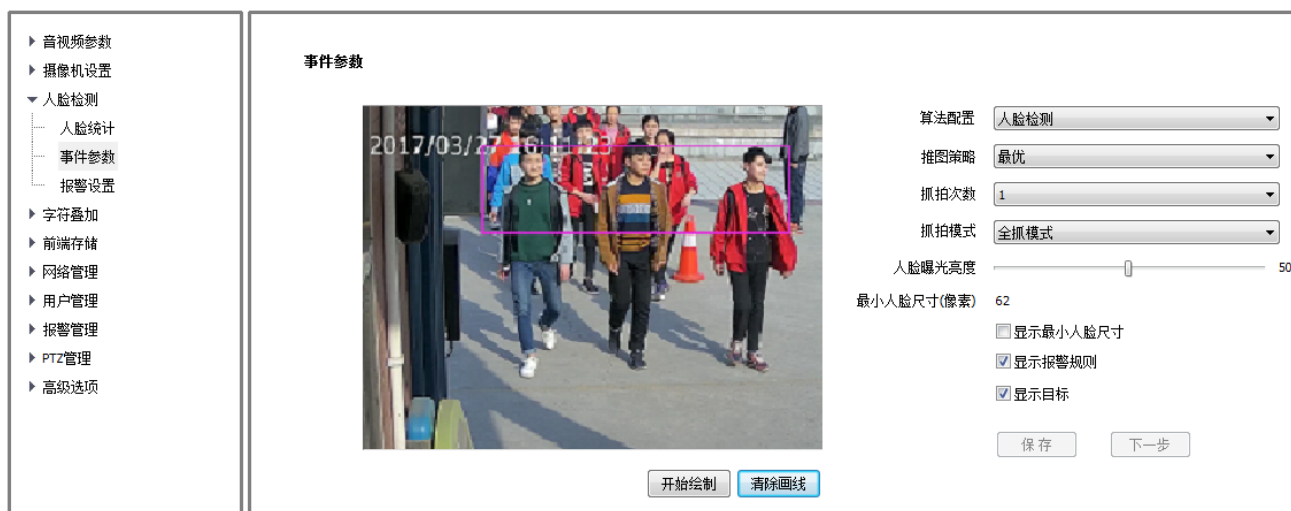 音视频参数
摄像机设置
人脸检测
人脸统计
事件参数
报警设置
字符叠加
前端存储
网络管理
用户管理
报警管理
PTZ管理
高级选项
事件参数
2017/03/27 16:11:23
算法配置 人脸检测
推图策略 最优
抓拍次数 1
抓拍模式 全抓模式
人脸曝光亮度 50
最小人脸尺寸(像素) 62
显示最小人脸尺寸
显示报警规则
显示目标
保存 下一步
开始绘制 清除画线